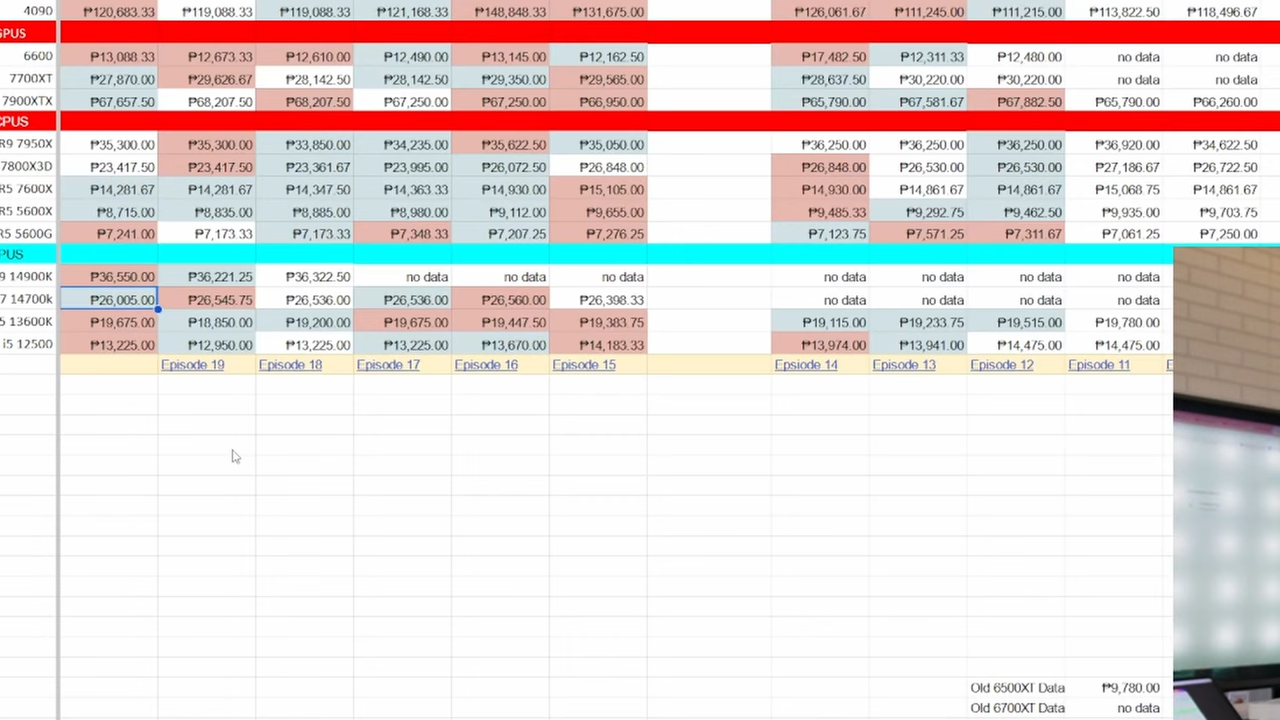 4090 ₱120,683.33 ₱119,088.33 ₱119,088.33 ₱121,168.33 ₱148,848.33 ₱131,675.00 ₱126,061.67 ₱111,245.00 ₱111,215.00 ₱113,822.50 ₱118,496.67
GPUS
6600 ₱13,088.33 ₱12,673.33 ₱12,610.00 ₱12,490.00 ₱13,145.00 ₱12,162.50 ₱17,482.50 ₱12,311.33 ₱12,480.00 no data no data
7700XT ₱27,870.00 ₱29,626.67 ₱28,142.50 ₱28,142.50 ₱29,350.00 ₱29,565.00 ₱28,637.50 ₱30,220.00 ₱30,220.00 no data no data
7900XTX ₱67,657.50 ₱68,207.50 ₱68,207.50 ₱67,250.00 ₱67,250.00 ₱66,950.00 ₱65,790.00 ₱67,581.67 ₱67,882.50 ₱65,790.00 ₱66,260.00
CPUS
R9 7950X ₱35,300.00 ₱35,300.00 ₱33,850.00 ₱34,235.00 ₱35,622.50 ₱35,050.00 ₱36,250.00 ₱36,250.00 ₱36,250.00 ₱36,920.00 ₱34,622.50
7800X3D ₱23,417.50 ₱23,417.50 ₱23,361.67 ₱23,995.00 ₱26,072.50 ₱26,848.00 ₱26,848.00 ₱26,530.00 ₱26,530.00 ₱27,186.67 ₱26,722.50
R5 7600X ₱14,281.67 ₱14,281.67 ₱14,347.50 ₱14,363.33 ₱14,930.00 ₱15,105.00 ₱14,930.00 ₱14,861.67 ₱14,861.67 ₱15,068.75 ₱14,861.67
R5 5600X ₱8,715.00 ₱8,835.00 ₱8,885.00 ₱8,980.00 ₱9,112.00 ₱9,655.00 ₱9,485.33 ₱9,292.75 ₱9,462.50 ₱9,935.00 ₱9,703.75
R5 5600G ₱7,241.00 ₱7,173.33 ₱7,173.33 ₱7,348.33 ₱7,207.25 ₱7,276.25 ₱7,123.75 ₱7,571.25 ₱7,311.67 ₱7,061.25 ₱7,250.00
PUS
9 14900K ₱36,550.00 ₱36,221.25 ₱36,322.50 no data no data no data no data no data no data no data no data
7 14700k ₱26,005.00 ₱26,545.75 ₱26,536.00 ₱26,536.00 ₱26,560.00 ₱26,398.33 no data no data no data no data
5 13600K ₱19,675.00 ₱18,850.00 ₱19,200.00 ₱19,675.00 ₱19,447.50 ₱19,383.75 ₱19,115.00 ₱19,233.75 ₱19,515.00 ₱19,780.00
i5 12500 ₱13,225.00 ₱12,950.00 ₱13,225.00 ₱13,225.00 ₱13,670.00 ₱14,183.33 ₱13,974.00 ₱13,941.00 ₱14,475.00 ₱14,475.00
Episode 19 Episode 18 Episode 17 Episode 16 Episode 15 Epsiode 14 Episode 13 Episode 12 Episode 11 E
Old 6500XT Data ₱9,780.00
Old 6700XT Data no data